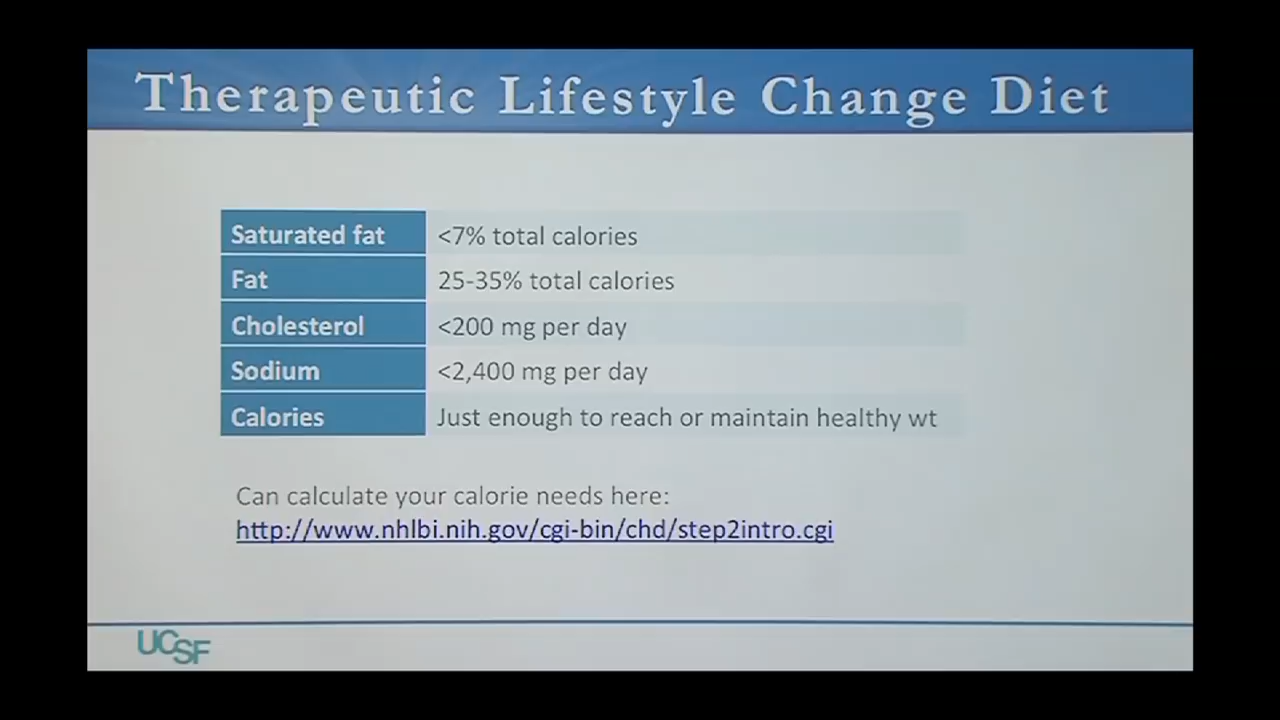 Therapeutic Lifestyle Change Diet
Saturated fat <7% total calories
Fat 25-35% total calories
Cholesterol <200 mg per day
Sodium <2,400 mg per day
Calories Just enough to reach or maintain healthy wt
Can calculate your calorie needs here:
http://www.nhlbi.nih.gov/cgi-bin/chd/step2intro.cgi
UCSF